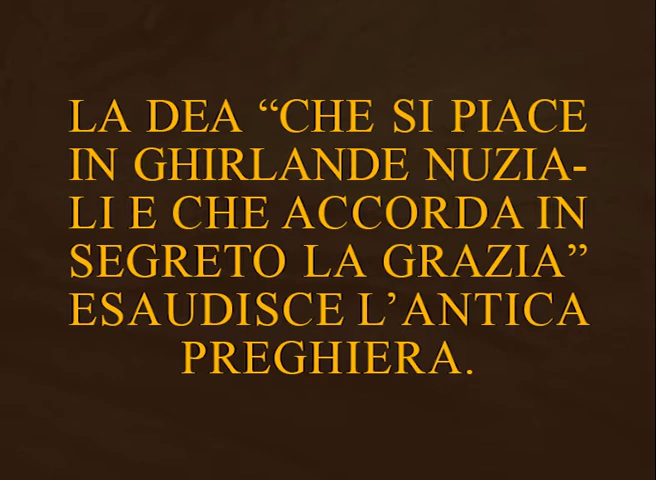 LA DEA “CHE SI PIACE
IN GHIRLANDE NUZIA-
LI E CHE ACCORDA IN
SEGRETO LA GRAZIA”
ESAUDISCE L’ANTICA
PREGHIERA.